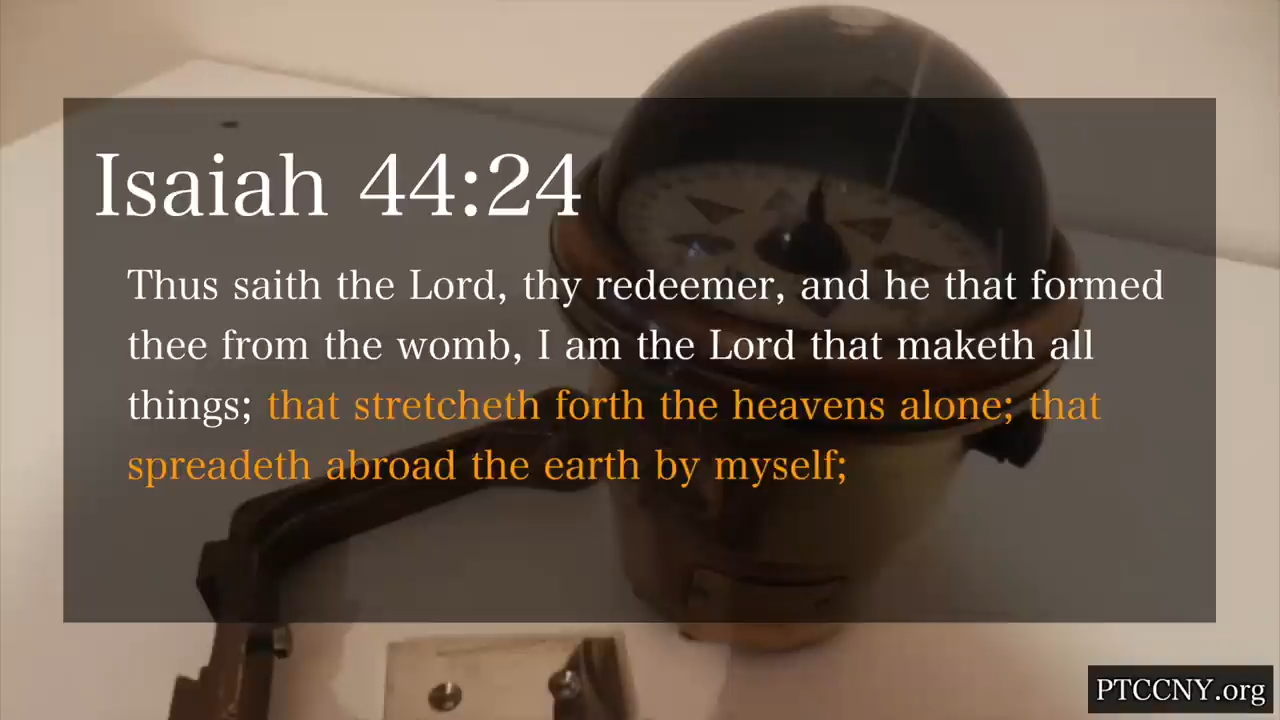 Isaiah 44:24
Thus saith the Lord, thy redeemer, and he that formed
thee from the womb, I am the Lord that maketh all
things; that stretcheth forth the heavens alone; that
spreadeth abroad the earth by myself;
PTCCNY.org